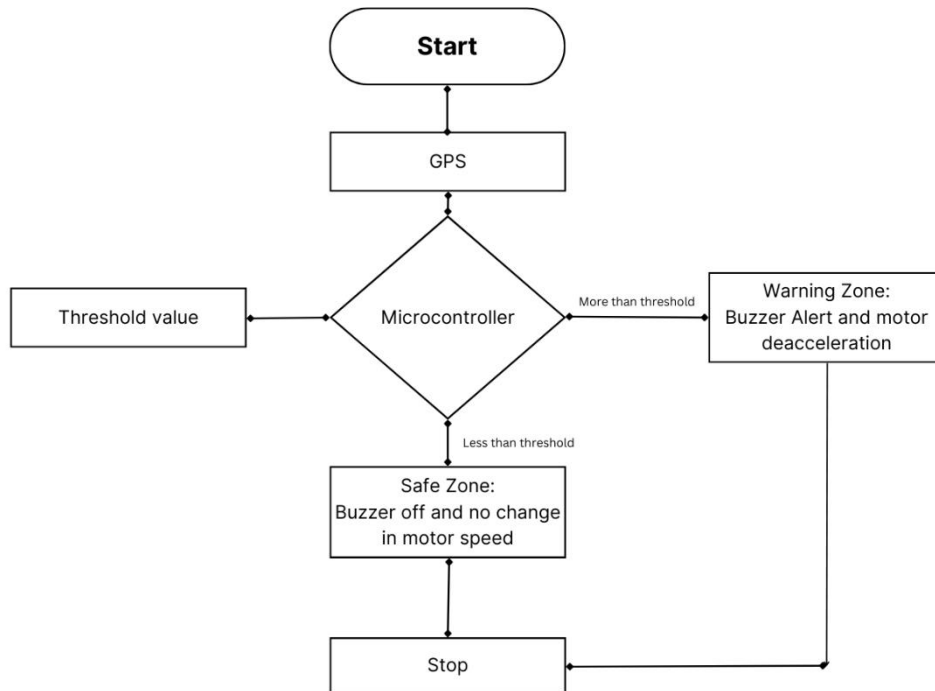 Start
GPS
Threshold value
Microcontroller
More than threshold
Warning Zone:
Buzzer Alert and motor
deacceleration
Less than threshold
Safe Zone:
Buzzer off and no change
in motor speed
Stop